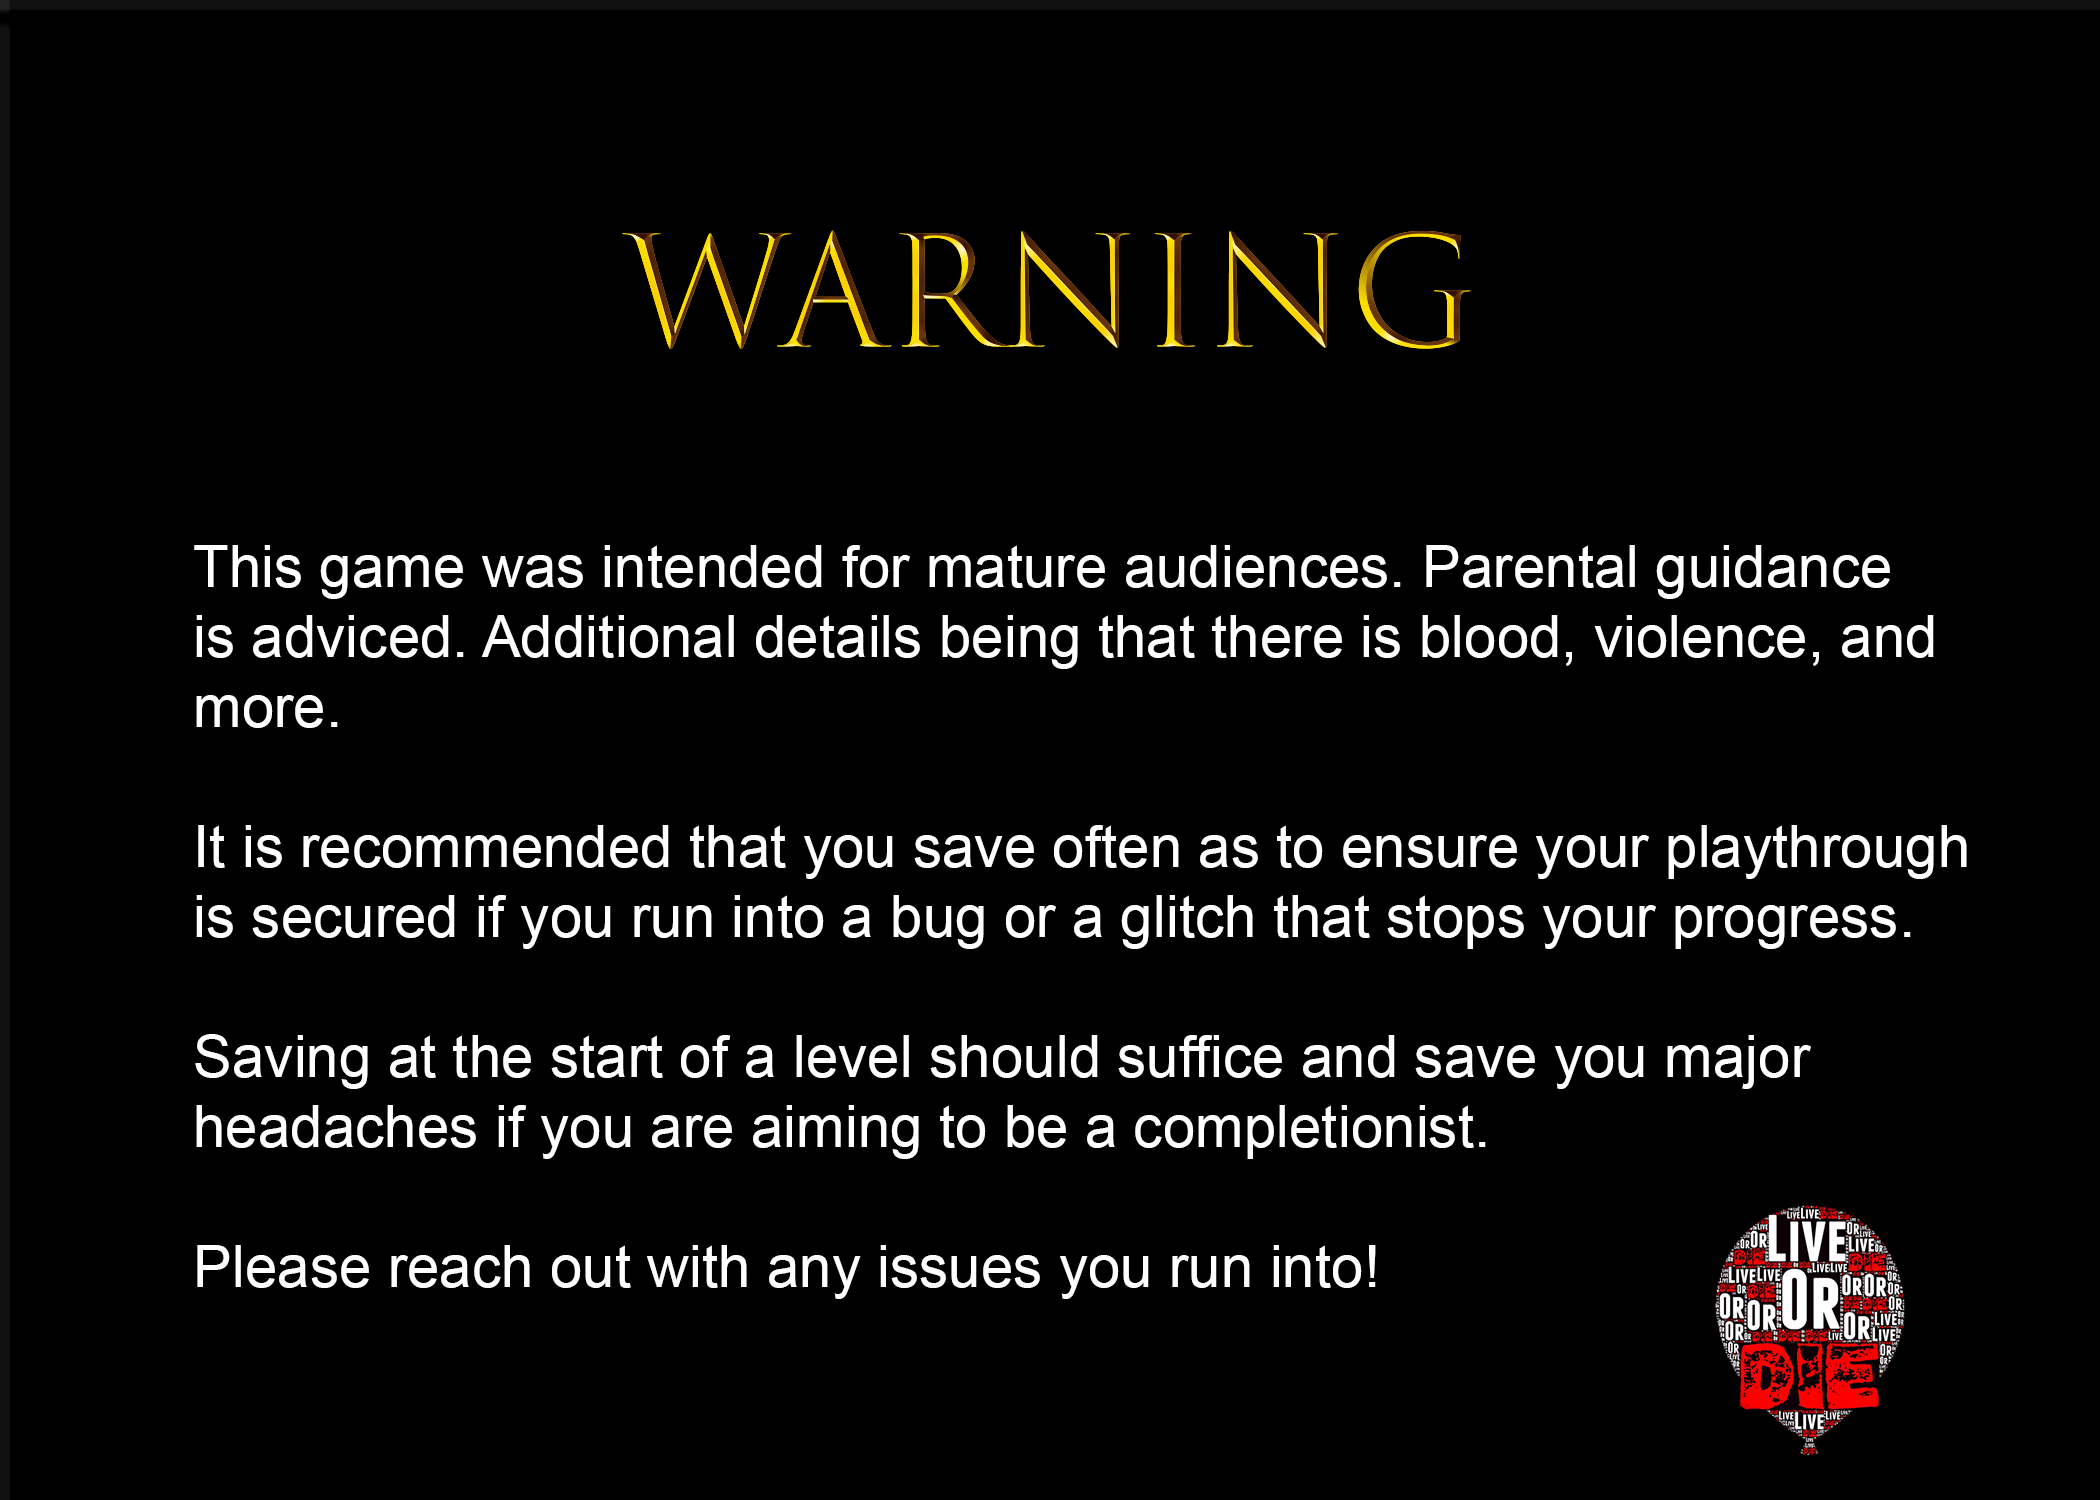 WARNING
This game was intended for mature audiences. Parental guidance
is adviced. Additional details being that there is blood, violence, and
more.
It is recommended that you save often as to ensure your playthrough
is secured if you run into a bug or a glitch that stops your progress.
Saving at the start of a level should suffice and save you major
headaches if you are aiming to be a completionist.
Please reach out with any issues you run into!
LIVE
OR
DIE